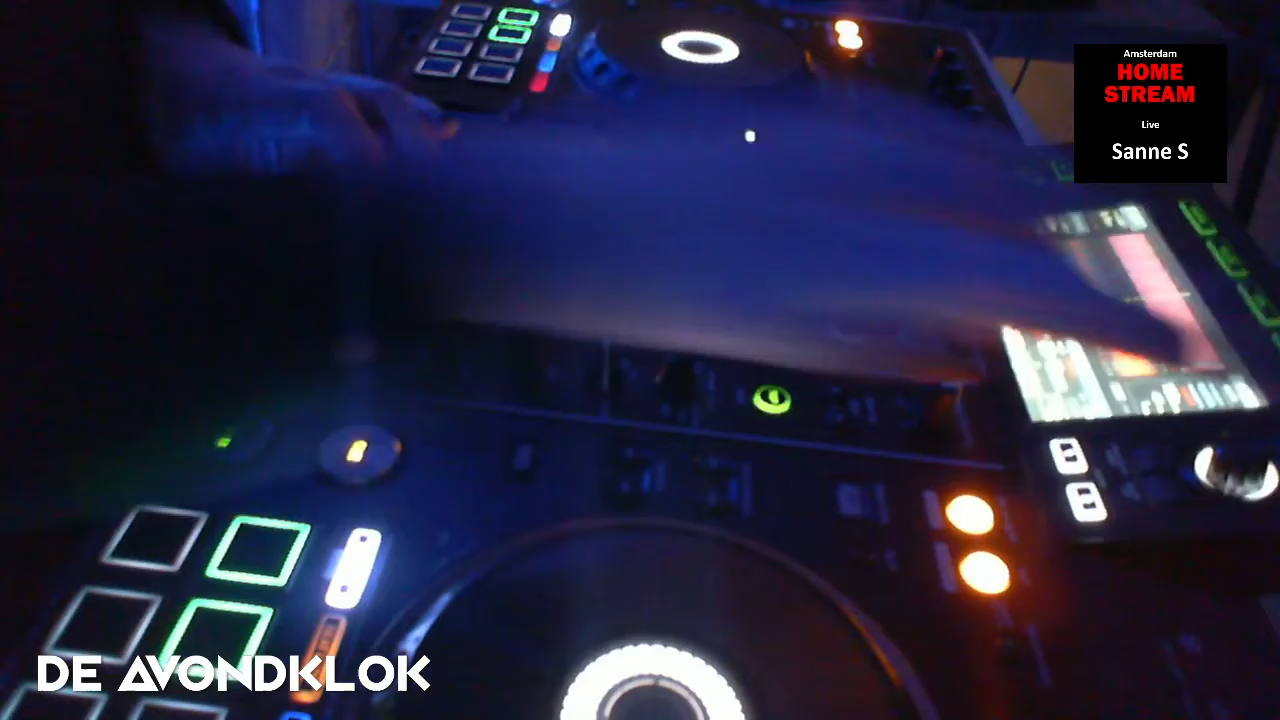 Amsterdam
HOME
STREAM
Live
Sanne S
DE AVONDKLOK